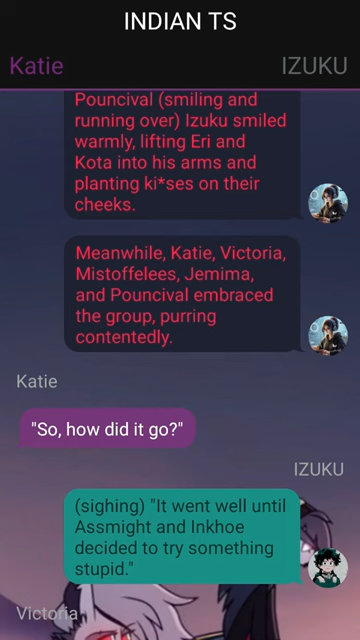 INDIAN TS
Katie
IZUKU
Pouncival (smiling and
running over) Izuku smiled
warmly, lifting Eri and
Kota into his arms and
planting ki*ses on their
cheeks.
Meanwhile, Katie, Victoria,
Mistoffelees, Jemima,
and Pouncival embraced
the group, purring
contentedly.
Katie
"So, how did it go?"
IZUKU
(sighing) "It went well until
Assmight and Inkhoe
decided to try something
stupid."
Victoria